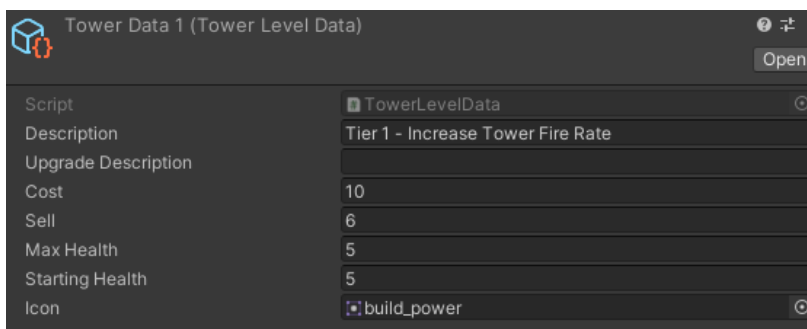 Tower Data 1 (Tower Level Data)
Open
Script TowerLevelData
Description Tier 1 - Increase Tower Fire Rate
Upgrade Description
Cost 10
Sell 6
Max Health 5
Starting Health 5
Icon build_power